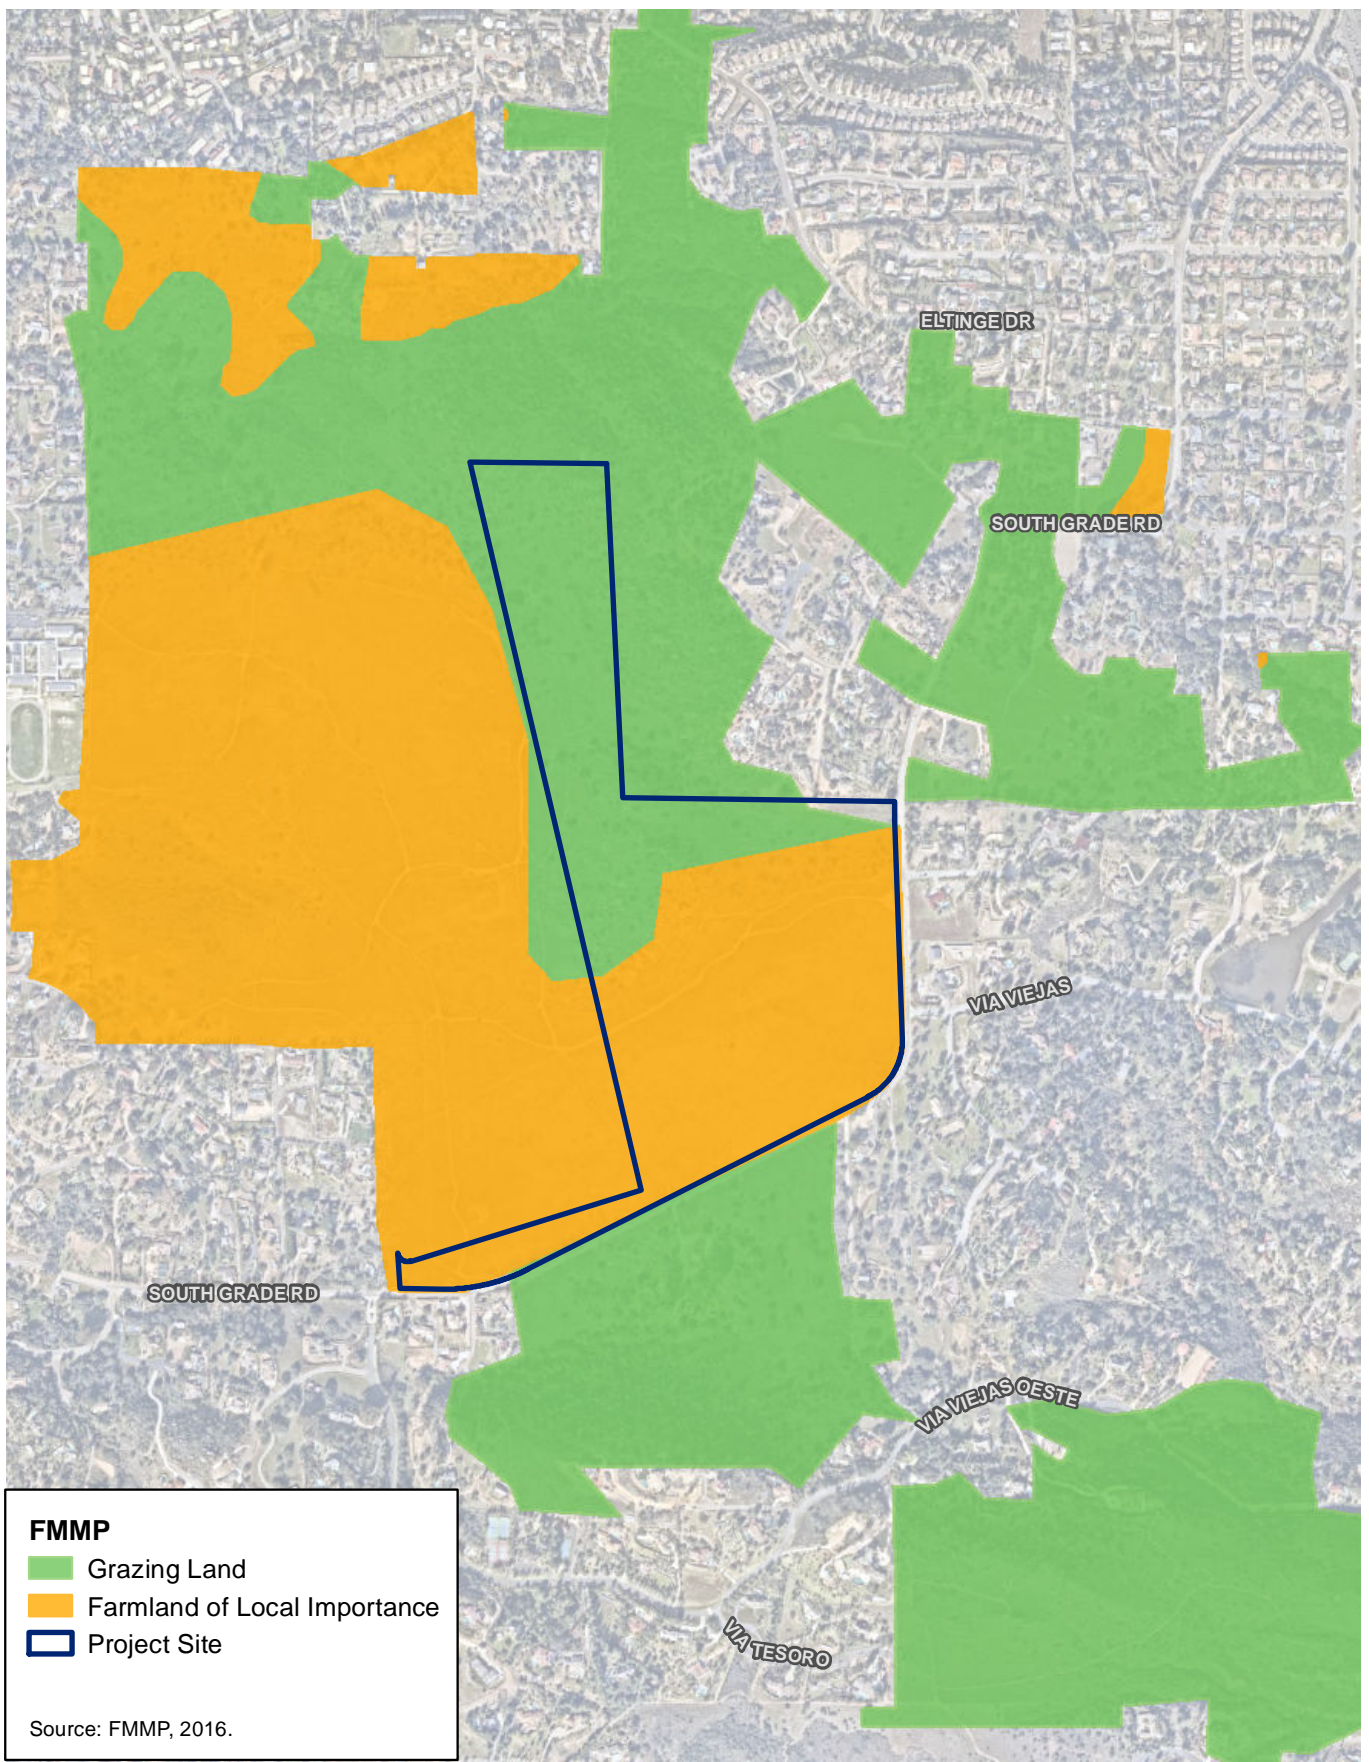 ELTINGE DR
SOUTH GRADE RD
VIA VIEJAS
SOUTH GRADE RD
VIA VIEJAS OESTE
VIA TESORO
FMMP
Grazing Land
Farmland of Local Importance
Project Site
Source: FMMP, 2016.